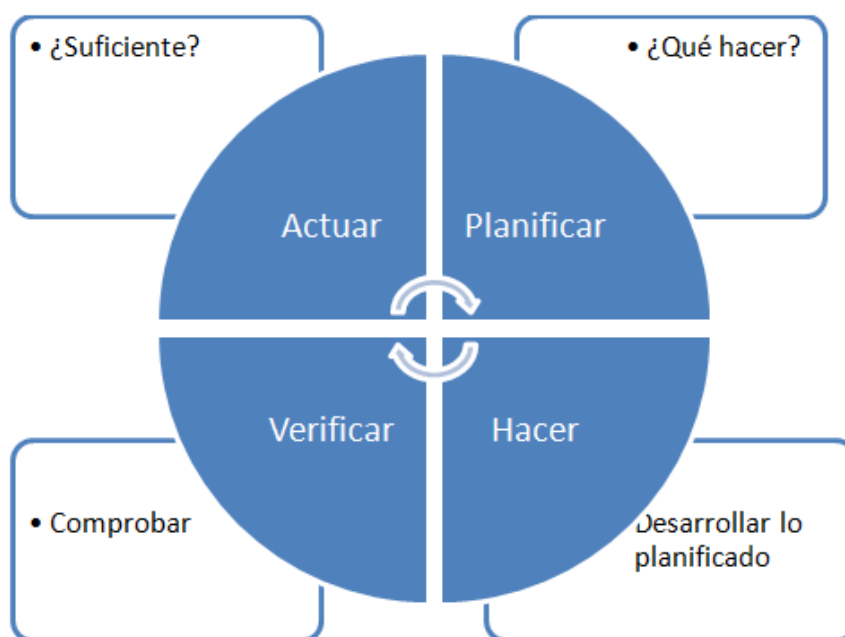 • ¿Suficiente?
• ¿Qué hacer?
Actuar
Planificar
Verificar
Hacer
• Comprobar
Desarrollar lo
planificado